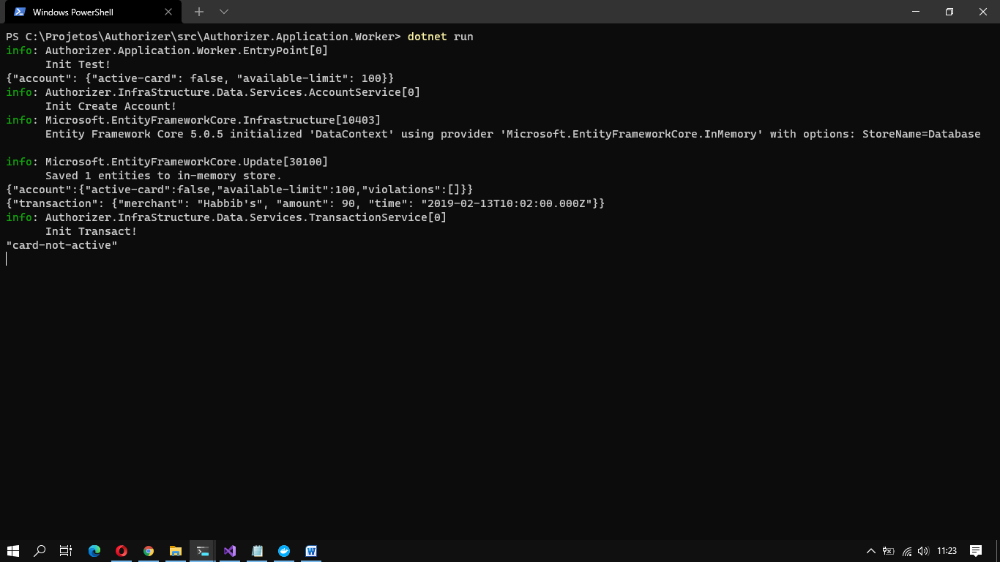 Windows PowerShell
PS C:\Projetos\Authorizer\src\Authorizer.Application.Worker> dotnet run
info: Authorizer.Application.Worker.EntryPoint[0]
Init Test!
{"account": {"active-card": false, "available-limit": 100}}
info: Authorizer.InfraStructure.Data.Services.AccountService[0]
Init Create Account!
info: Microsoft.EntityFrameworkCore.Infrastructure[10403]
Entity Framework Core 5.0.5 initialized 'DataContext' using provider 'Microsoft.EntityFrameworkCore.InMemory' with options: StoreName=Database
info: Microsoft.EntityFrameworkCore.Update[30100]
Saved 1 entities to in-memory store.
{"account":{"active-card":false,"available-limit":100,"violations":[]}}
{"transaction": {"merchant": "Habbib's", "amount": 90, "time": "2019-02-13T10:02:00.000Z"}}
info: Authorizer.InfraStructure.Data.Services.TransactionService[0]
Init Transact!
"card-not-active"
11:23